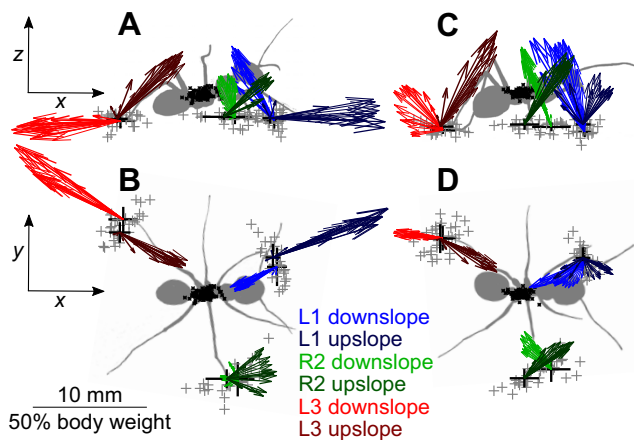 A
C
z
x
B
D
y
x
L1 downslope
L1 upslope
R2 downslope
R2 upslope
L3 downslope
L3 upslope
10 mm
50% body weight